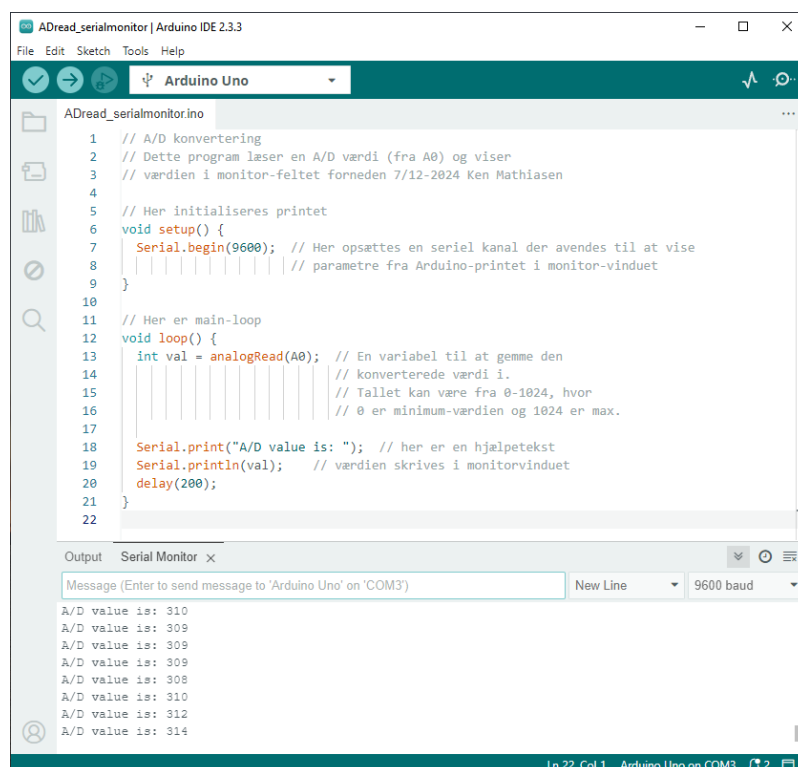 ADread_serialmonitor | Arduino IDE 2.3.3
File Edit Sketch Tools Help
Arduino Uno
ADread_serialmonitor.ino
1 // A/D konvertering
2 // Dette program læser en A/D værdi (fra A0) og viser
3 // værdien i monitor-feltet forneden 7/12-2024 Ken Mathiasen
4
5 // Her initialiseres printet
6 void setup() {
7 Serial.begin(9600); // Her opsættes en seriel kanal der avendes til at vise
8 // parametre fra Arduino-printet i monitor-vinduet
9 }
10
11 // Her er main-loop
12 void loop() {
13 int val = analogRead(A0); // En variabel til at gemme den
14 // konverterede værdi i.
15 // Tallet kan være fra 0-1024, hvor
16 // 0 er minimum-værdien og 1024 er max.
17
18 Serial.print("A/D value is: "); // her er en hjælpetekst
19 Serial.println(val); // værdien skrives i monitorvinduet
20 delay(200);
21 }
22
Output Serial Monitor
Message (Enter to send message to 'Arduino Uno' on 'COM3') New Line 9600 baud
A/D value is: 310
A/D value is: 309
A/D value is: 309
A/D value is: 309
A/D value is: 308
A/D value is: 310
A/D value is: 312
A/D value is: 314
Ln 22, Col 1 Arduino Uno on COM3 2